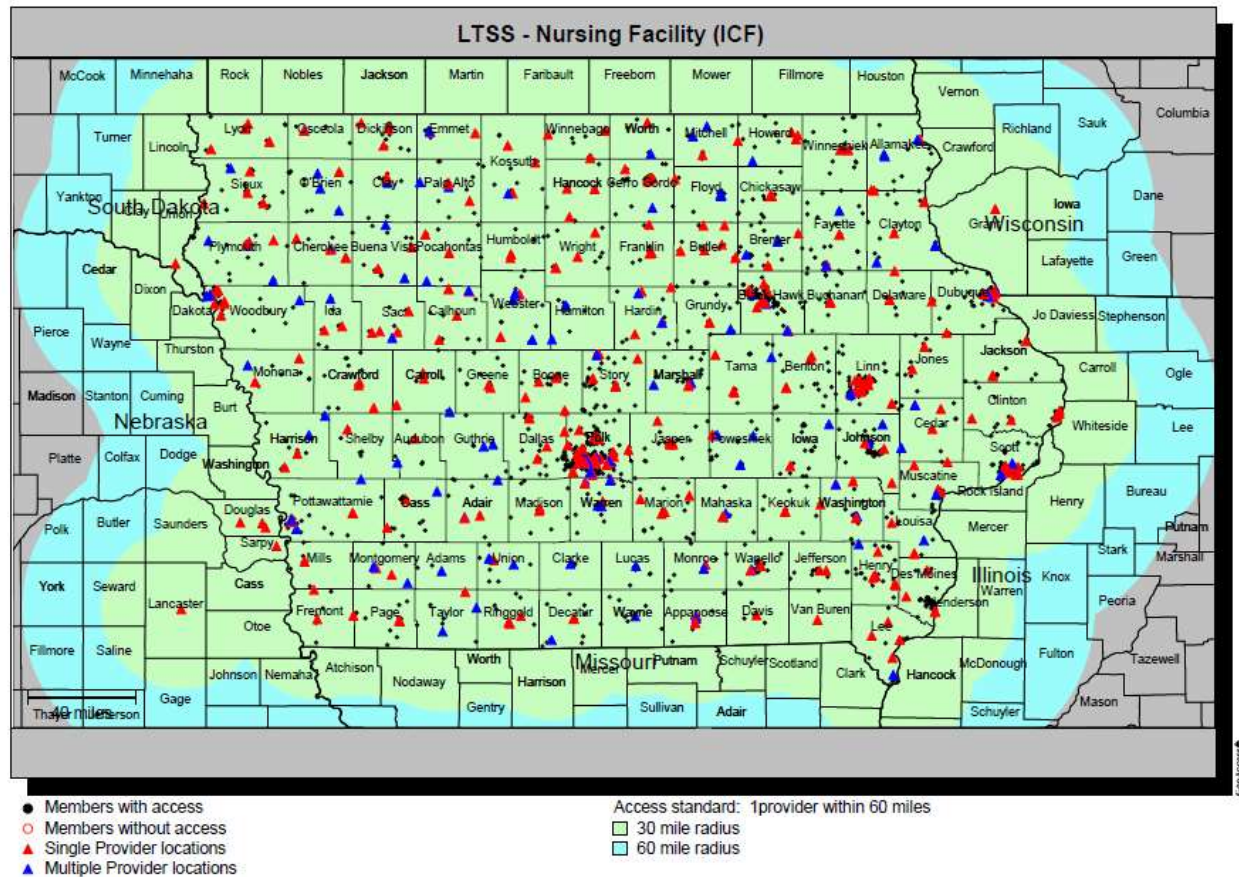 LTSS - Nursing Facility (ICF)
McCook Minnehaha Rock Nobles Jackson Martin Faribault Freeborn Mower Fillmore Houston
Vernon
Columbia
Turner Lincoln Lyon Osceola Dickinson Emmet Winnebago Worth Mitchell Howard Winneshiek Allamakee Crawford Richland Sauk
Kossuth
Yankton Clay Union Sioux O'Brien Clay Palo Alto Hancock Cerro Gordo Floyd Chickasaw Iowa Dane
South Dakota
Fayette Clayton Grant Wisconsin
Plymouth Cherokee Buena Vista Pocahontas Humboldt Wright Franklin Butler Bremer
Lafayette Green
Cedar
Dixon
Dakota Woodbury Ida Sac Calhoun Webster Hamilton Hardin Grundy Black Hawk Buchanan Delaware Dubuque
Jo Daviess Stephenson
Pierce Wayne Thurston
Monona Crawford Carroll Greene Boone Story Marshall Tama Benton Linn Jones Jackson
Carroll Ogle
Madison Stanton Cuming Burt
Nebraska
Clinton
Harrison Shelby Audubon Guthrie Dallas Polk Jasper Poweshiek Iowa Johnson Cedar
Whiteside Lee
Scott
Platte Colfax Dodge Washington
Muscatine
Rock Island
Pottawattamie Cass Adair Madison Warren Marion Mahaska Keokuk Washington
Henry Bureau
Douglas
Polk Butler Saunders
Louisa
Mercer
Putnam
Sarpy
Mills Montgomery Adams Union Clarke Lucas Monroe Wapello Jefferson Henry
Des Moines
Stark Marshall
York Seward Cass
Illinois
Knox
Warren
Lancaster
Henderson
Peoria
Otoe
Fremont Page Taylor Ringgold Decatur Wayne Appanoose Davis Van Buren
Lee
Fillmore Saline
Fulton
Tazewell
Johnson Nemaha Atchison
Worth
Missouri
Putnam Schuyler Scotland
Mercer
Clark
Hancock
McDonough
Gage
Nodaway
Harrison
Gentry
Sullivan
Adair
Schuyler
Mason
40 miles
Thayer Jefferson
Members with access
Members without access
Single Provider locations
Multiple Provider locations
Access standard: 1provider within 60 miles
30 mile radius
60 mile radius